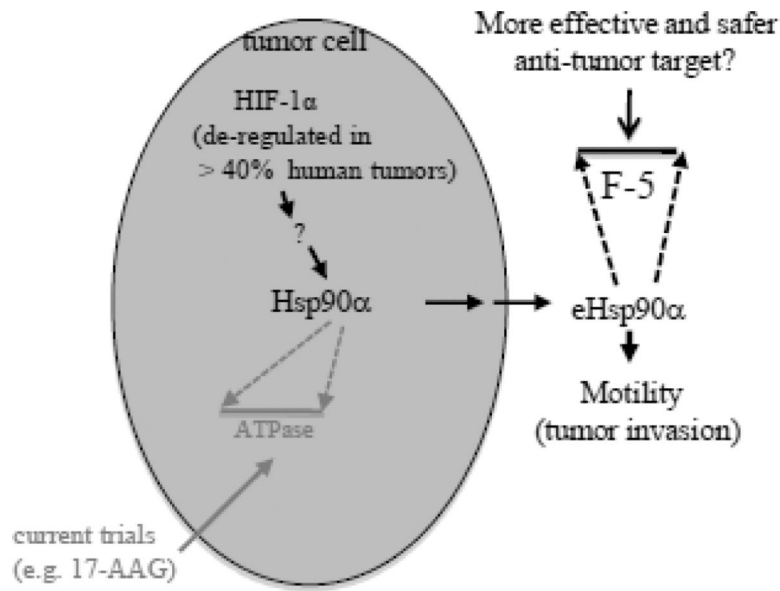 tumor cell
HIF-1α
(de-regulated in
> 40% human tumors)
?
Hsp90α
ATPase
current trials
(e.g. 17-AAG)
More effective and safer
anti-tumor target?
F-5
eHsp90α
Motility
(tumor invasion)